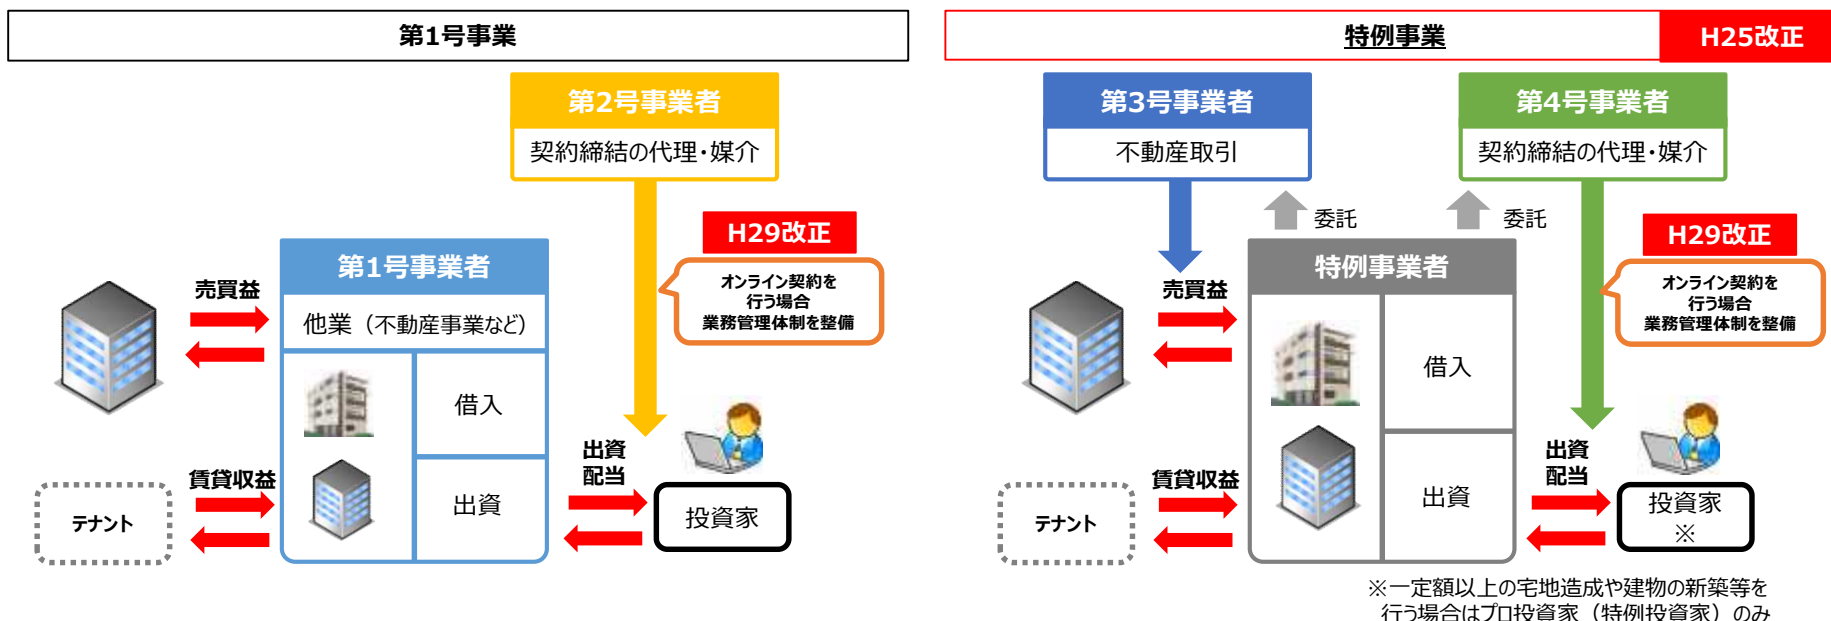 第1号事業
第2号事業者
契約締結の代理・媒介
H29改正
オンライン契約を
行う場合
業務管理体制を整備
第1号事業者
他業（不動産事業など）
売買益
借入
出資
賃貸収益
テナント
出資
配当
投資家
特例事業
H25改正
第3号事業者
不動産取引
第4号事業者
契約締結の代理・媒介
委託
委託
H29改正
オンライン契約を
行う場合
業務管理体制を整備
特例事業者
売買益
借入
出資
賃貸収益
テナント
出資
配当
投資家
※
※一定額以上の宅地造成や建物の新築等を
行う場合はプロ投資家（特例投資家）のみ